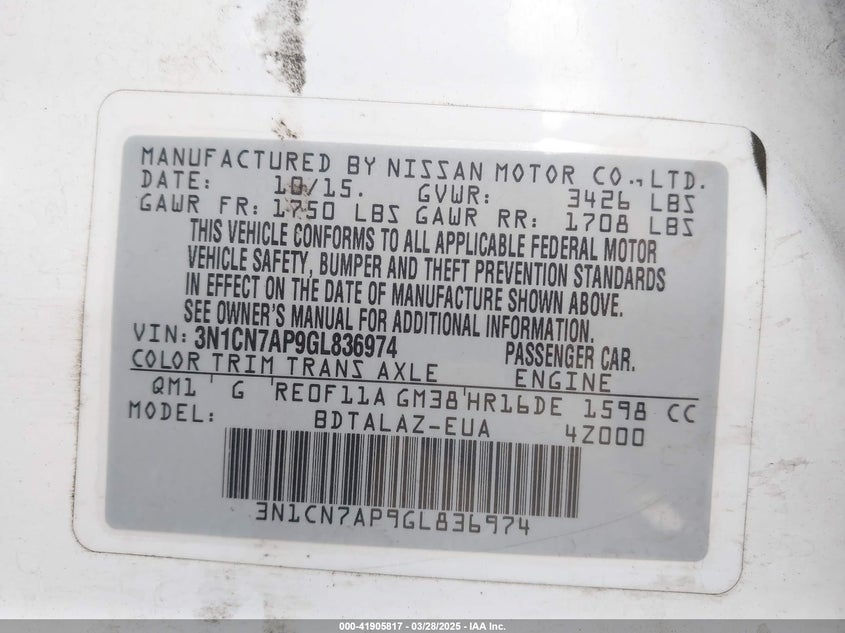 MANUFACTURED BY NISSAN MOTOR CO., LTD.
DATE: 10/15. GVWR: 3426 LBS
GAWR FR: 1750 LBS GAWR RR: 1708 LBS
THIS VEHICLE CONFORMS TO ALL APPLICABLE FEDERAL MOTOR
VEHICLE SAFETY, BUMPER AND THEFT PREVENTION STANDARDS
IN EFFECT ON THE DATE OF MANUFACTURE SHOWN ABOVE.
SEE OWNER'S MANUAL FOR ADDITIONAL INFORMATION.
VIN: 3N1CN7AP9GL836974 PASSENGER CAR.
COLOR TRIM TRANS AXLE ENGINE
QM1 G RE0F11A GM38 HR16DE 1598 CC
MODEL: BDTALAZ-EUA 4Z000
3N1CN7AP9GL836974
000-41905817 - 03/28/2025 - IAA Inc.